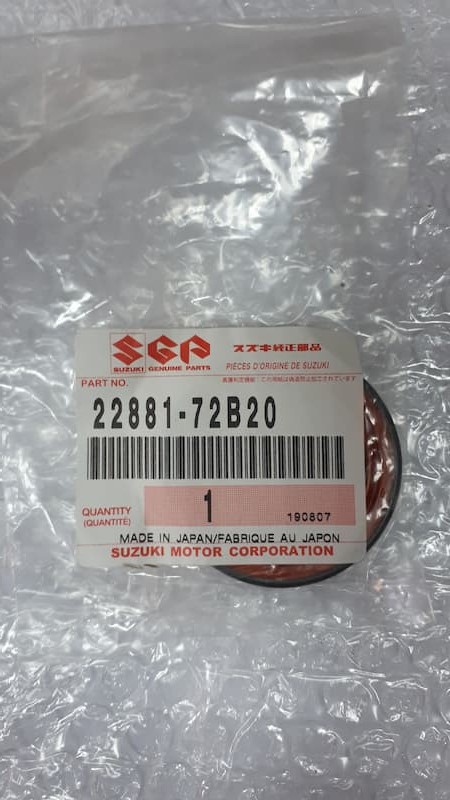 SGP
スズキ純正部品
SUZUKI GENUINE PARTS
PIÈCES D'ORIGINE DE SUZUKI
PART NO.
22881-72B20
QUANTITY
(QUANTITÉ)
1
190807
MADE IN JAPAN/FABRIQUE AU JAPON
SUZUKI MOTOR CORPORATION